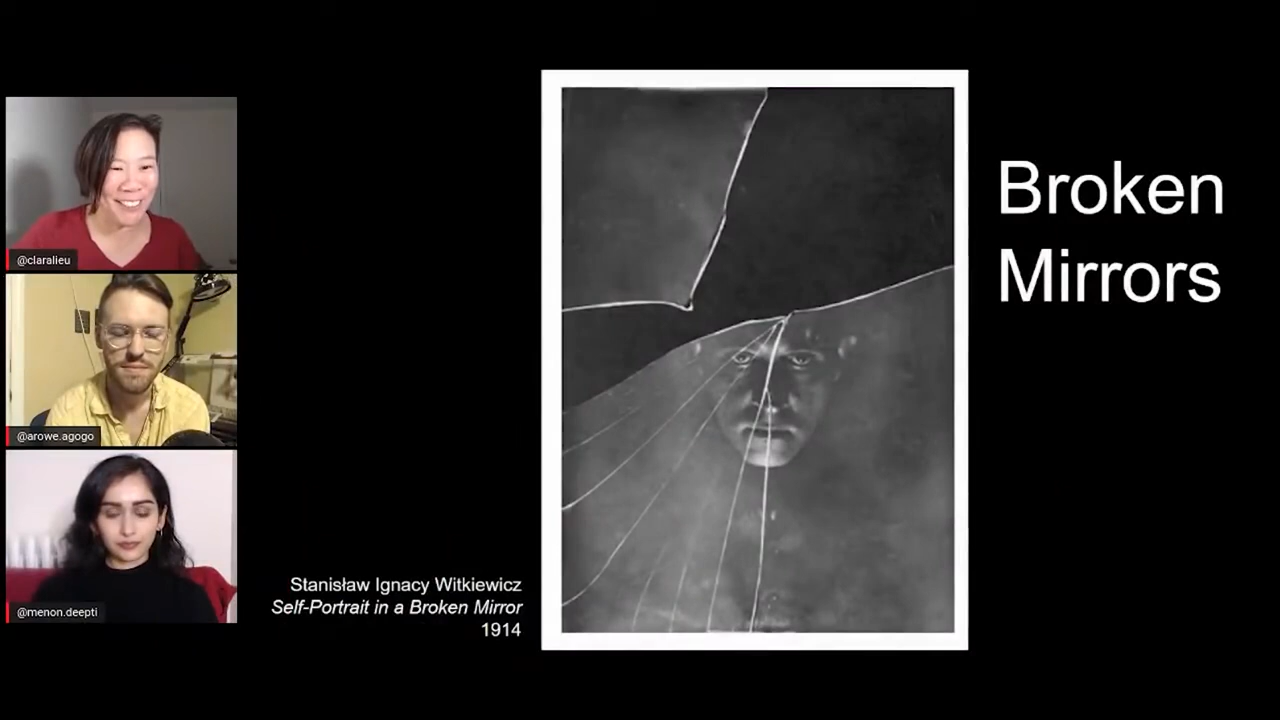 @claralieu
@arowe.agogo
@menon.deepti
Stanisław Ignacy Witkiewicz
Self-Portrait in a Broken Mirror
1914
Broken
Mirrors